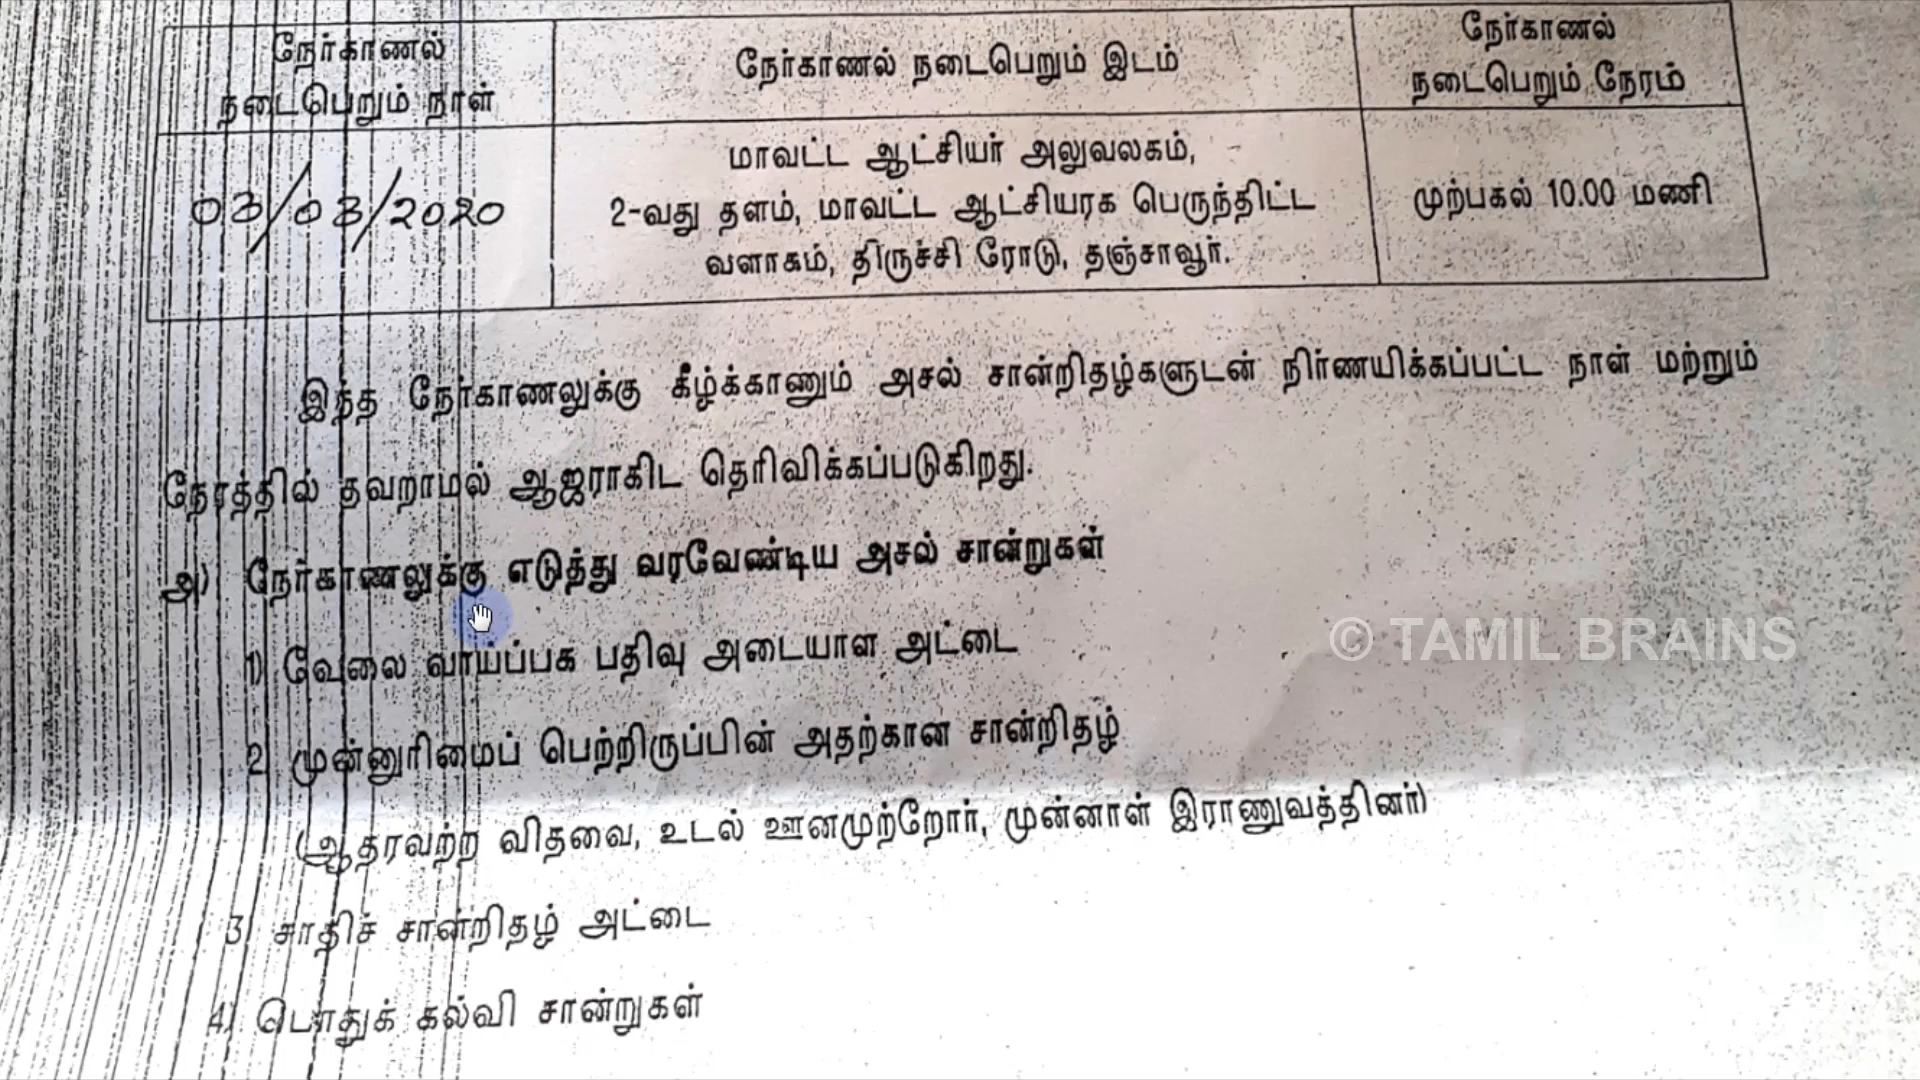 நேர்காணல்
நடைபெறும் நாள்
நேர்காணல் நடைபெறும் இடம்
நேர்காணல்
நடைபெறும் நேரம்
03/03/2020
மாவட்ட ஆட்சியர் அலுவலகம்,
2-வது தளம், மாவட்ட ஆட்சியரக பெருந்திட்ட
வளாகம், திருச்சி ரோடு, தஞ்சாவூர்.
முற்பகல் 10.00 மணி
இந்த நேர்காணலுக்கு கீழ்க்காணும் அசல் சான்றிதழ்களுடன் நிர்ணயிக்கப்பட்ட நாள் மற்றும்
நேரத்தில் தவறாமல் ஆஜராகிட தெரிவிக்கப்படுகிறது.
அ) நேர்காணலுக்கு எடுத்து வரவேண்டிய அசல் சான்றுகள்
1) வேலை வாய்ப்பக பதிவு அடையாள அட்டை
© TAMIL BRAINS
2) முன்னுரிமைப் பெற்றிருப்பின் அதற்கான சான்றிதழ்
(ஆதரவற்ற விதவை, உடல் ஊனமுற்றோர், முன்னாள் இராணுவத்தினர்)
3) சாதிச் சான்றிதழ் அட்டை
4) பொதுக் கல்வி சான்றுகள்